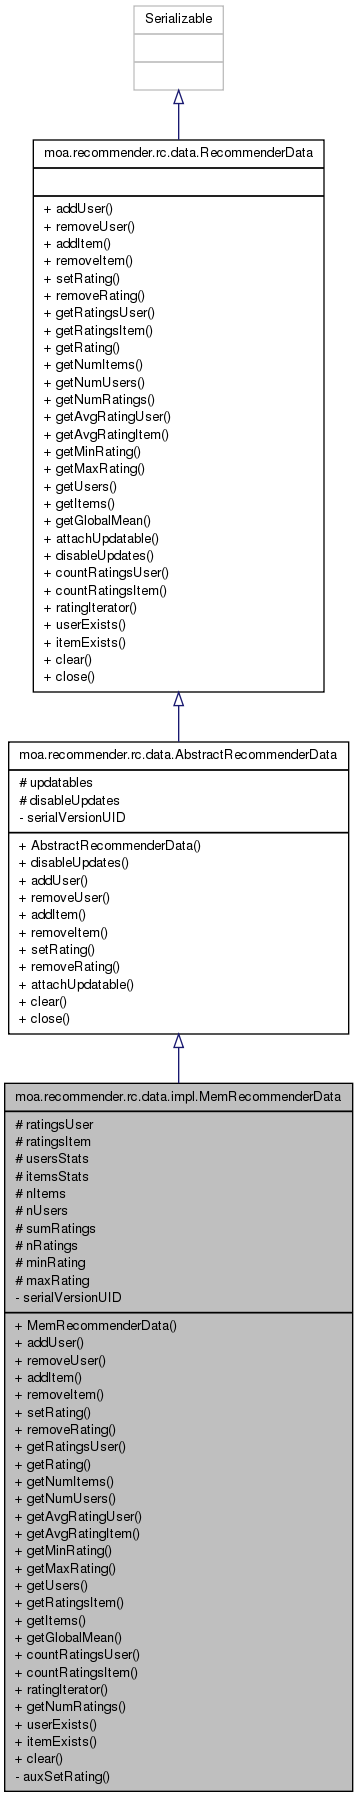 Serializable
moa.recommender.rc.data.RecommenderData
+ addUser()
+ removeUser()
+ addItem()
+ removeItem()
+ setRating()
+ removeRating()
+ getRatingsUser()
+ getRatingsItem()
+ getRating()
+ getNumItems()
+ getNumUsers()
+ getNumRatings()
+ getAvgRatingUser()
+ getAvgRatingItem()
+ getMinRating()
+ getMaxRating()
+ getUsers()
+ getItems()
+ getGlobalMean()
+ attachUpdatable()
+ disableUpdates()
+ countRatingsUser()
+ countRatingsItem()
+ ratingIterator()
+ userExists()
+ itemExists()
+ clear()
+ close()
moa.recommender.rc.data.AbstractRecommenderData
# updatables
# disableUpdates
- serialVersionUID
+ AbstractRecommenderData()
+ disableUpdates()
+ addUser()
+ removeUser()
+ addItem()
+ removeItem()
+ setRating()
+ removeRating()
+ attachUpdatable()
+ clear()
+ close()
moa.recommender.rc.data.impl.MemRecommenderData
# ratingsUser
# ratingsItem
# usersStats
# itemsStats
# nItems
# nUsers
# sumRatings
# nRatings
# minRating
# maxRating
- serialVersionUID
+ MemRecommenderData()
+ addUser()
+ removeUser()
+ addItem()
+ removeItem()
+ setRating()
+ removeRating()
+ getRatingsUser()
+ getRating()
+ getNumItems()
+ getNumUsers()
+ getAvgRatingUser()
+ getAvgRatingItem()
+ getMinRating()
+ getMaxRating()
+ getUsers()
+ getRatingsItem()
+ getItems()
+ getGlobalMean()
+ countRatingsUser()
+ countRatingsItem()
+ ratingIterator()
+ getNumRatings()
+ userExists()
+ itemExists()
+ clear()
- auxSetRating()